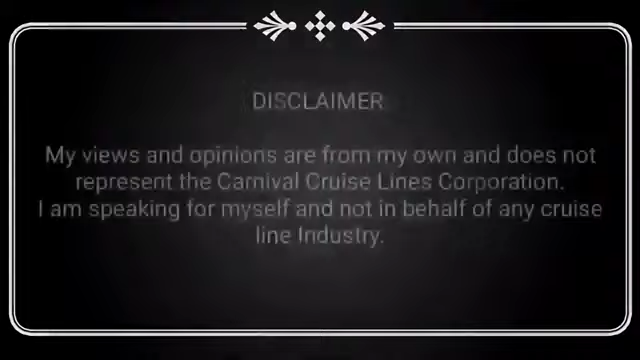 DISCLAIMER
My views and opinions are from my own and does not
represent the Carnival Cruise Lines Corporation.
I am speaking for myself and not in behalf of any cruise
line Industry.